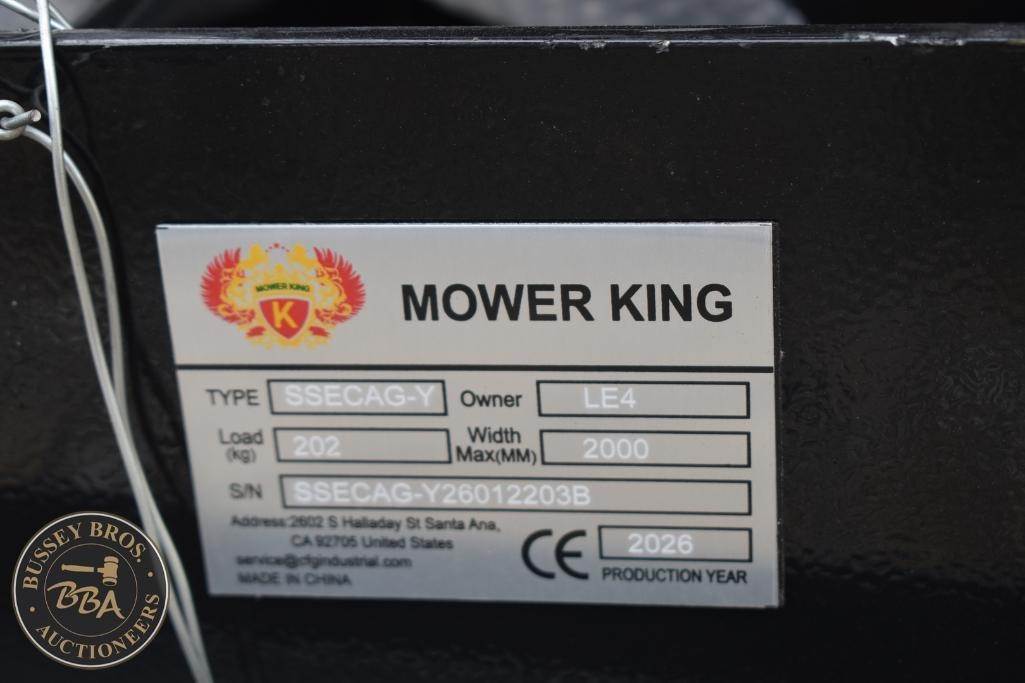 MOWER KING
K
MOWER KING
TYPE SSECAG-Y Owner LE4
Load (kg) 202 Width Max(MM) 2000
S/N SSECAG-Y26012203B
Address:2602 S Halladay St Santa Ana,
CA 92705 United States
service@cfgindustrial.com
MADE IN CHINA
CE 2026
PRODUCTION YEAR
BUSSEY BROS.
BBA
AUCTIONEERS